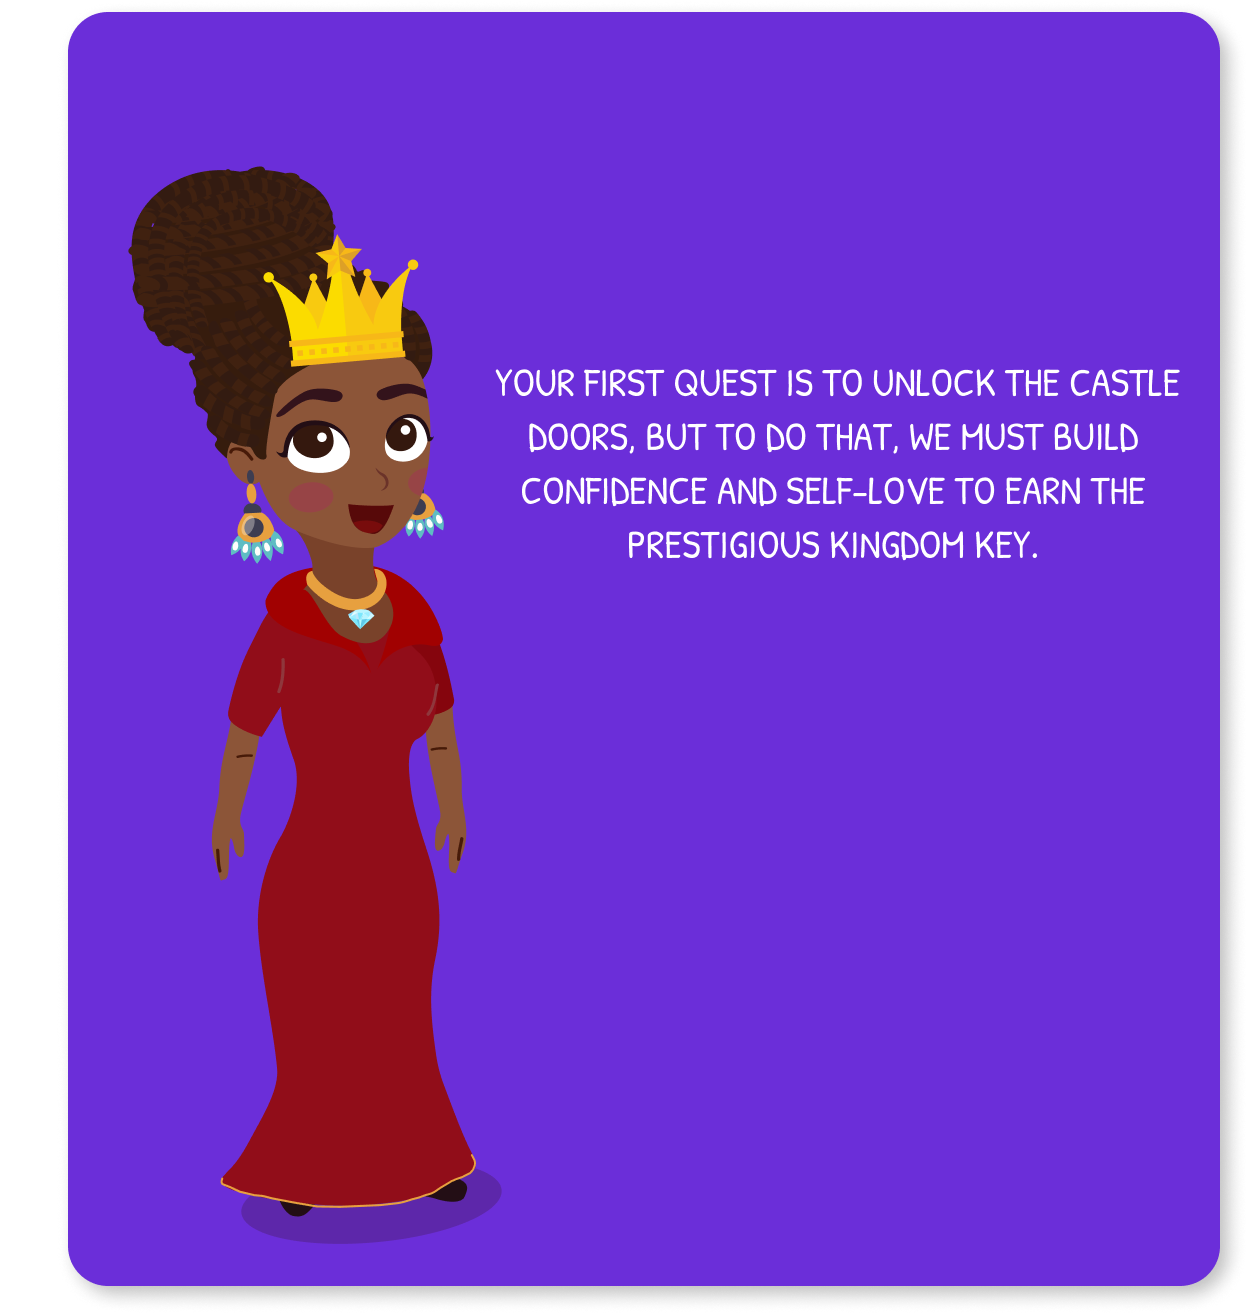 YOUR FIRST QUEST IS TO UNLOCK THE CASTLE
DOORS, BUT TO DO THAT, WE MUST BUILD
CONFIDENCE AND SELF-LOVE TO EARN THE
PRESTIGIOUS KINGDOM KEY.